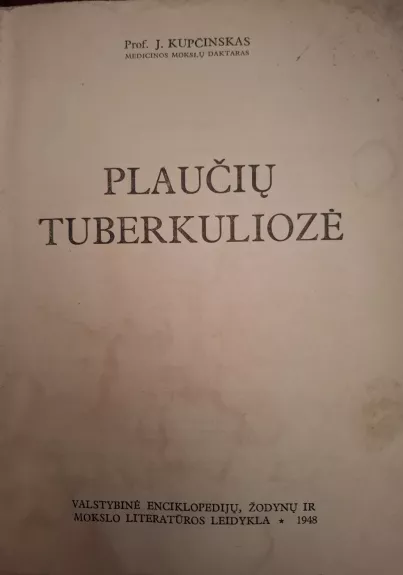 Prof. J. KUPČINSKAS
MEDICINOS MOKSLŲ DAKTARAS
PLAUČIŲ
TUBERKULIOZĖ
VALSTYBINĖ ENCIKLOPEDIJŲ, ŽODYNŲ IR
MOKSLO LITERATŪROS LEIDYKLA ★ 1948